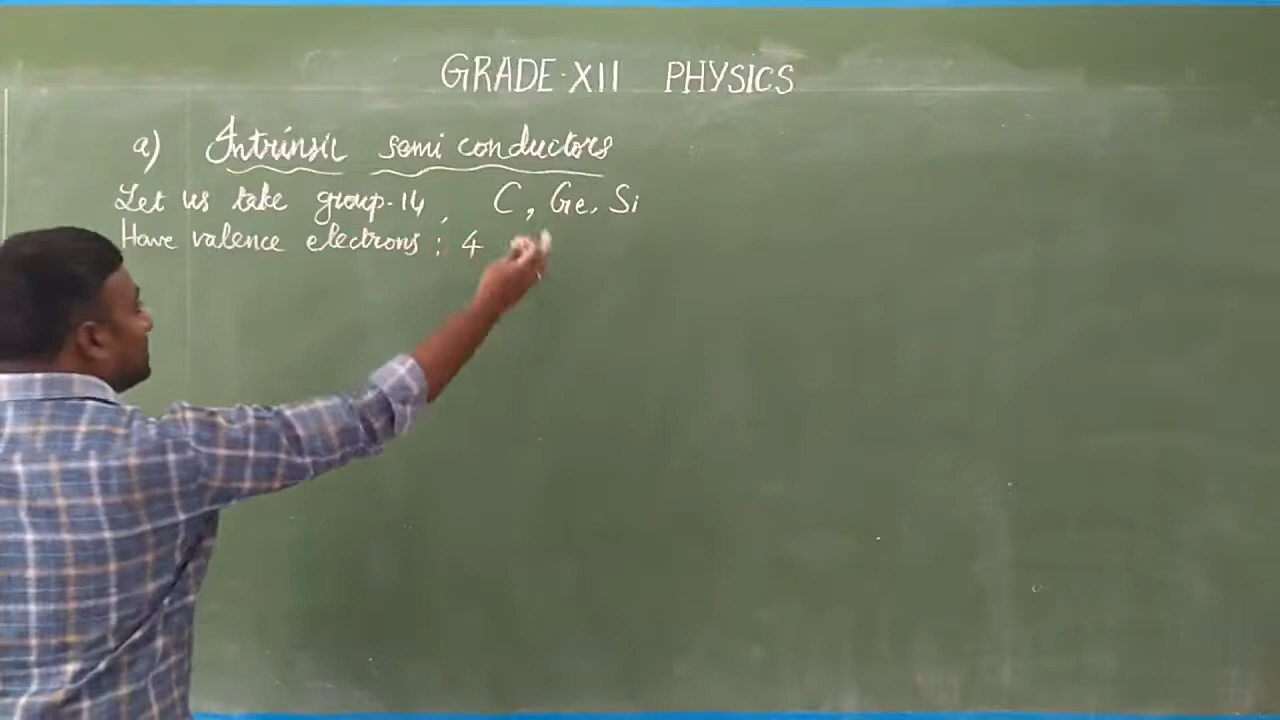 GRADE-XII PHYSICS
a) Intrinsic semi conductors
Let us take group-14, C, Ge, Si
Have valence electrons : 4